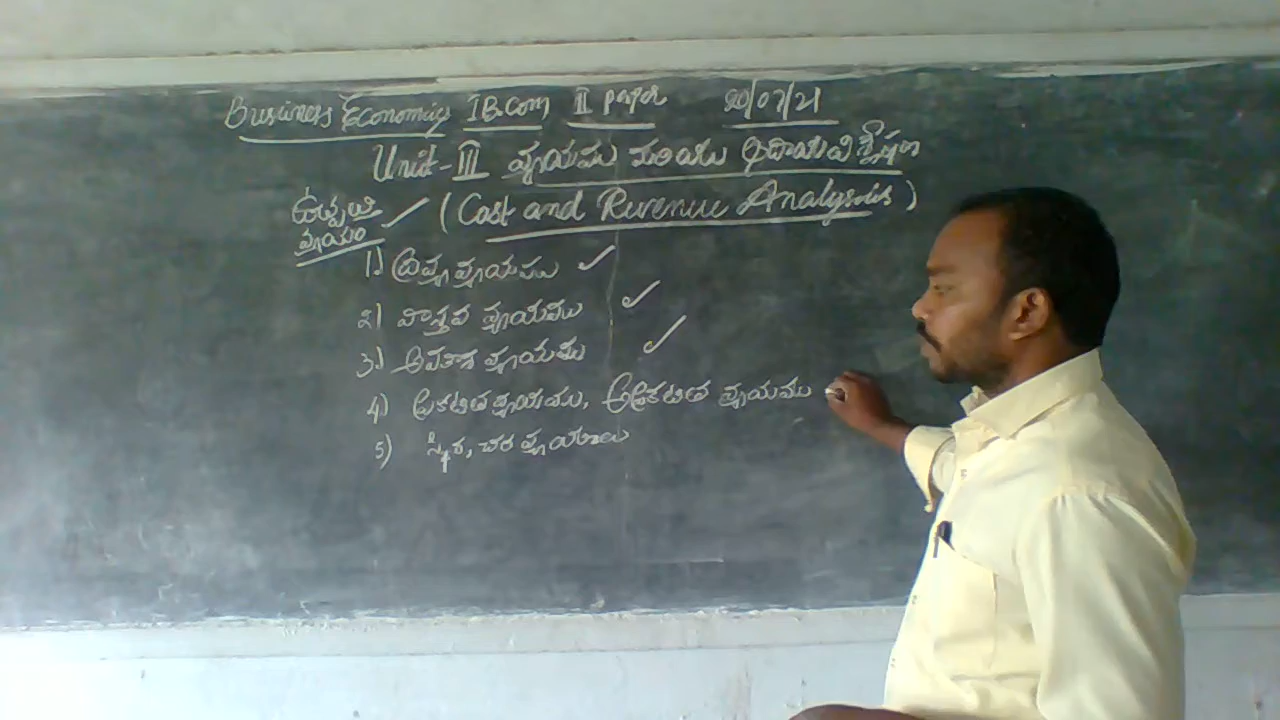 Business Economics I B.Com II paper 20/07/21
Unit-III వ్యయము మరియు ఆదాయ విశ్లేషణ
(Cost and Revenue Analysis)
ఉత్పత్తి
వ్యయం
1) ద్రవ్య వ్యయము
2) వాస్తవ వ్యయము
3) అవకాశ వ్యయము
4) ప్రకటిత వ్యయము, అప్రకటిత వ్యయము
5) స్థిర, చర వ్యయాలు